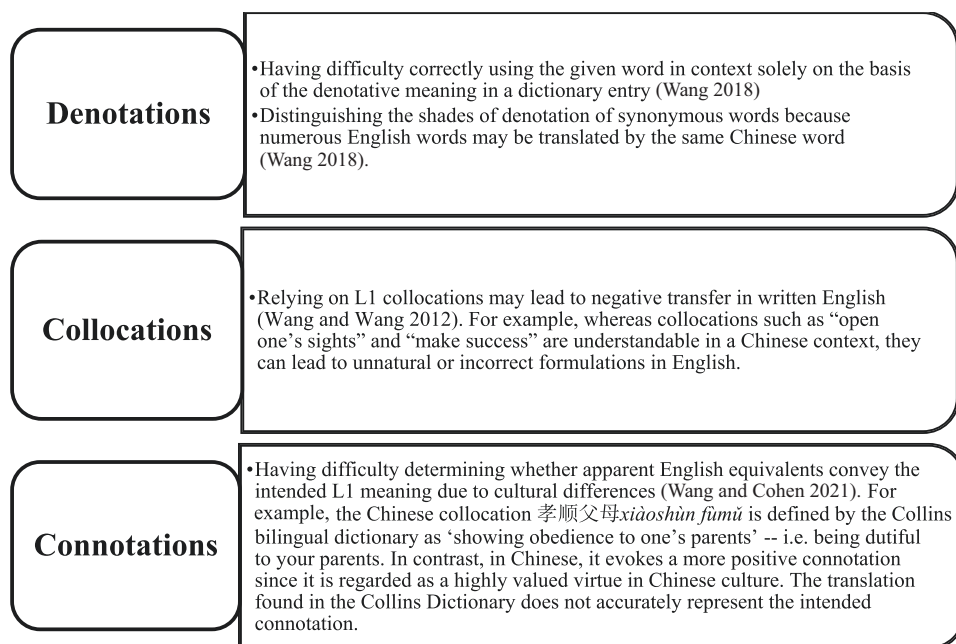 Denotations
•Having difficulty correctly using the given word in context solely on the basis
of the denotative meaning in a dictionary entry (Wang 2018)
•Distinguishing the shades of denotation of synonymous words because
numerous English words may be translated by the same Chinese word
(Wang 2018).
Collocations
•Relying on L1 collocations may lead to negative transfer in written English
(Wang and Wang 2012). For example, whereas collocations such as “open
one’s sights” and “make success” are understandable in a Chinese context, they
can lead to unnatural or incorrect formulations in English.
Connotations
•Having difficulty determining whether apparent English equivalents convey the
intended L1 meaning due to cultural differences (Wang and Cohen 2021). For
example, the Chinese collocation 孝顺父母xiàoshùn fùmǔ is defined by the Collins
bilingual dictionary as ‘showing obedience to one’s parents’ -- i.e. being dutiful
to your parents. In contrast, in Chinese, it evokes a more positive connotation
since it is regarded as a highly valued virtue in Chinese culture. The translation
found in the Collins Dictionary does not accurately represent the intended
connotation.